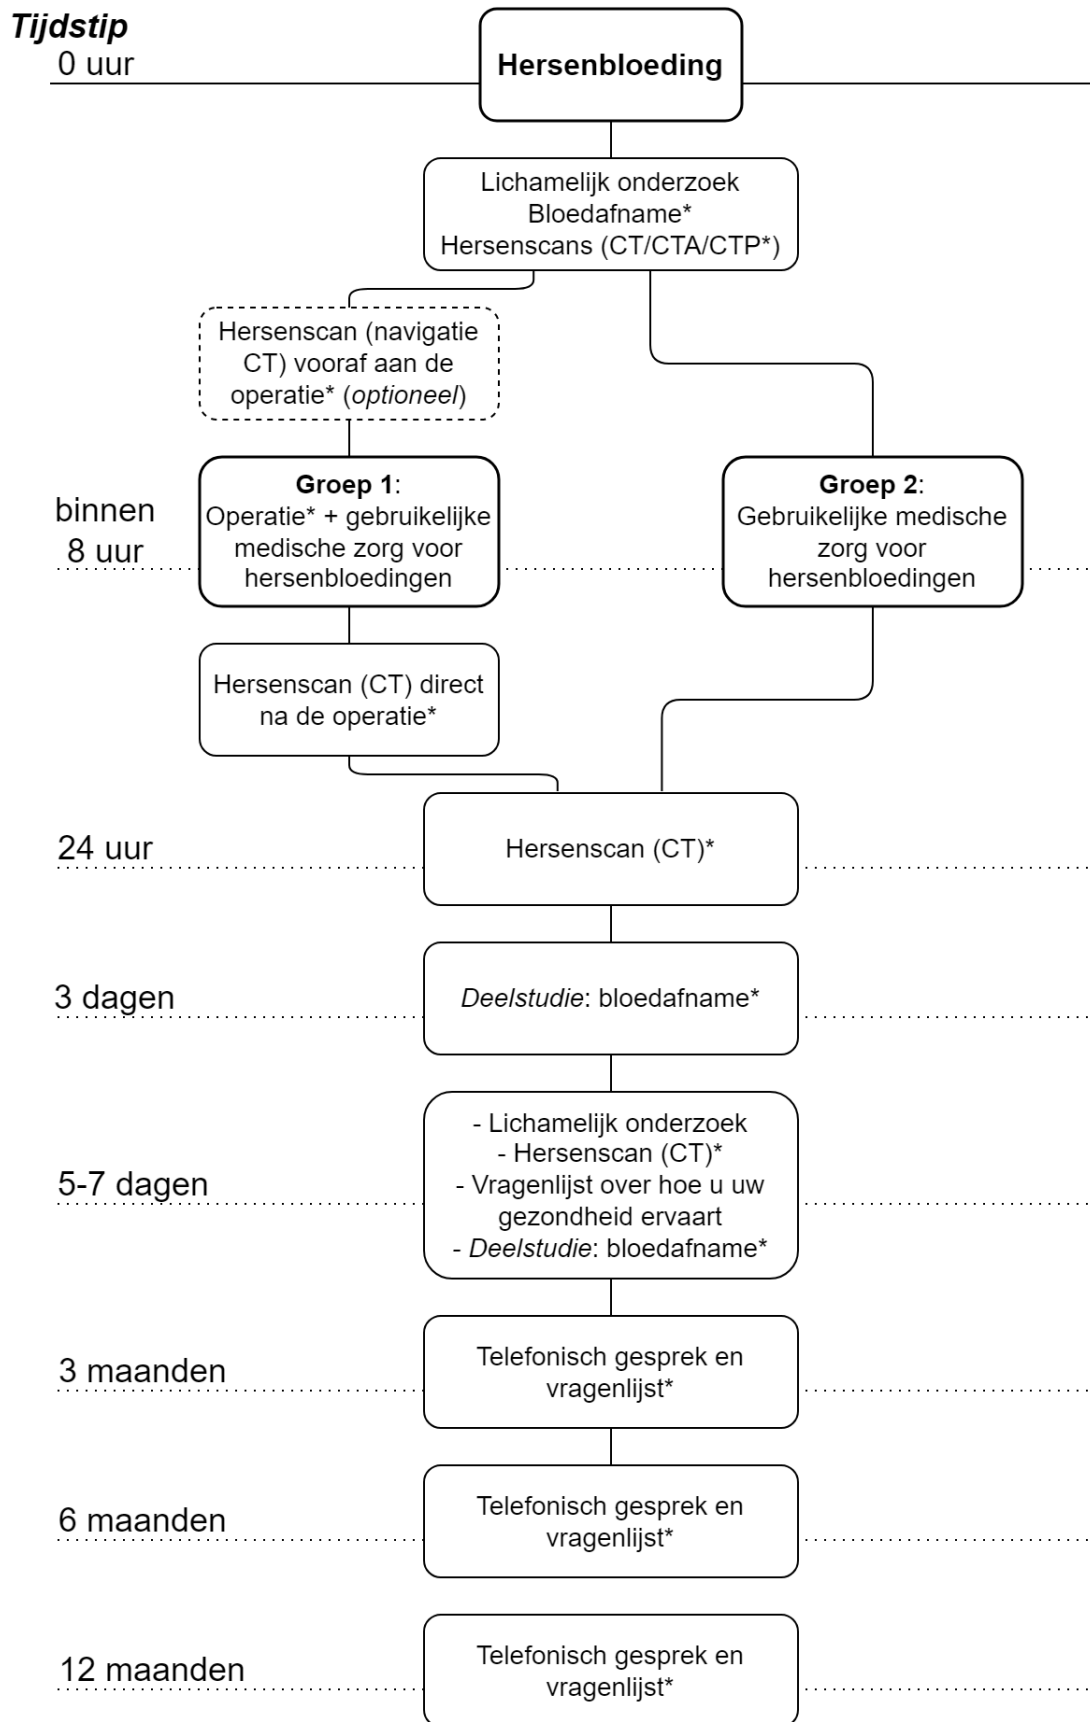 Tijdstip
0 uur
Hersenbloeding
Lichamelijk onderzoek
Bloedafname*
Hersenscans (CT/CTA/CTP*)
Hersenscan (navigatie
CT) vooraf aan de
operatie* (optioneel)
binnen
8 uur
Groep 1:
Operatie* + gebruikelijke
medische zorg voor
hersenbloedingen
Groep 2:
Gebruikelijke medische
zorg voor
hersenbloedingen
Hersenscan (CT) direct
na de operatie*
24 uur
Hersenscan (CT)*
3 dagen
Deelstudie: bloedafname*
5-7 dagen
- Lichamelijk onderzoek
- Hersenscan (CT)*
- Vragenlijst over hoe u uw
gezondheid ervaart
- Deelstudie: bloedafname*
3 maanden
Telefonisch gesprek en
vragenlijst*
6 maanden
Telefonisch gesprek en
vragenlijst*
12 maanden
Telefonisch gesprek en
vragenlijst*